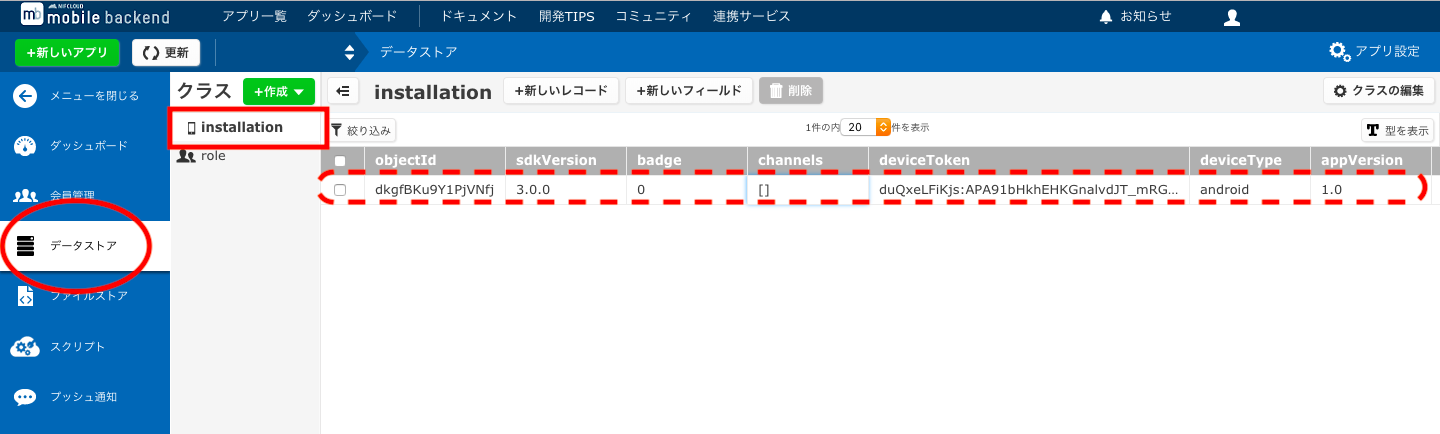 NIFCLOUD
mb mobile backend アプリ一覧 ダッシュボード ドキュメント 開発TIPS コミュニティ 連携サービス お知らせ
+新しいアプリ 更新 データストア アプリ設定
メニューを閉じる クラス +作成 installation +新しいレコード +新しいフィールド 削除 クラスの編集
installation 絞り込み 1件の内 20 件を表示 T 型を表示
ダッシュボード role objectId sdkVersion badge channels deviceToken deviceType appVersion
会員管理 dkgfBKu9Y1PjVNfj 3.0.0 0 [] duQxeLFiKjs:APA91bHkhEHKGnalvdJT_mRG... android 1.0
データストア
ファイルストア
スクリプト
プッシュ通知